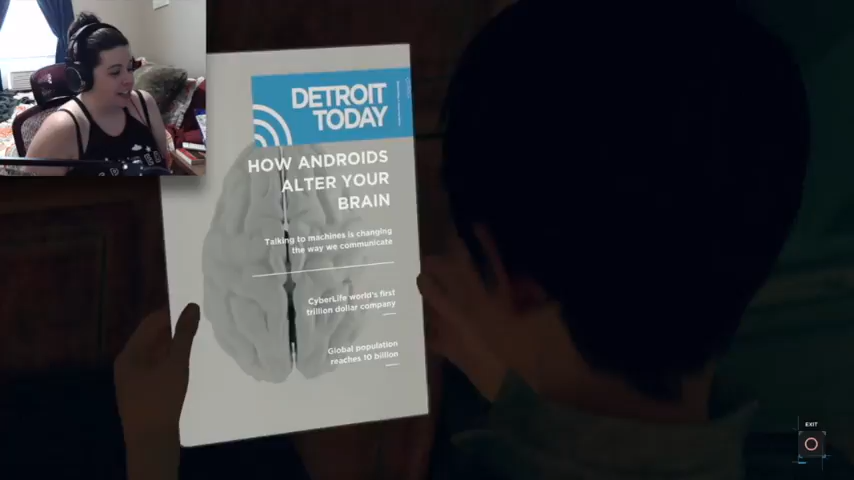 DETROIT
TODAY
HOW ANDROIDS
ALTER YOUR
BRAIN
Talking to machines is changing
the way we communicate
CyberLife world's first
trillion dollar company
Global population
reaches 10 billion
EXIT